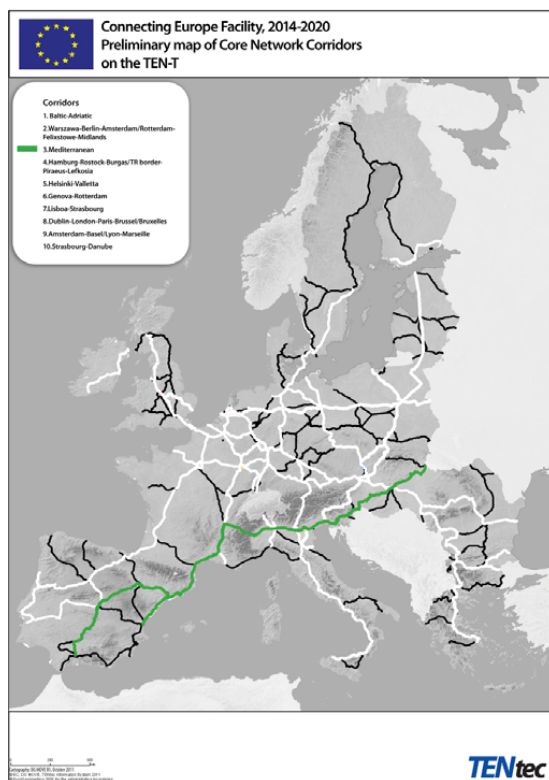 Connecting Europe Facility, 2014-2020
Preliminary map of Core Network Corridors
on the TEN-T
Corridors
1. Baltic-Adriatic
2.Warszawa-Berlin-Amsterdam/Rotterdam-
Felixstowe-Midlands
3.Mediterranean
4.Hamburg-Rostock-Burgas/TR border-
Piraeus-Lefkosia
5.Helsinki-Valletta
6.Genova-Rotterdam
7.Lisboa-Strasbourg
8.Dublin-London-Paris-Brussel/Bruxelles
9.Amsterdam-Basel/Lyon-Marseille
10.Strasbourg-Danube
TENtec